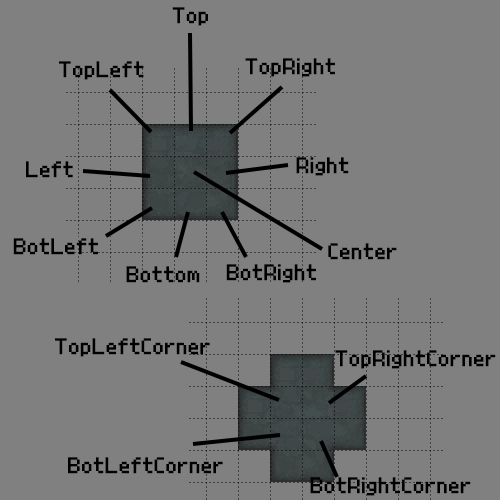 Top
TopLeft
TopRight
Left
Right
BotLeft
Center
Bottom
BotRight
TopLeftCorner
TopRightCorner
BotLeftCorner
BotRightCorner